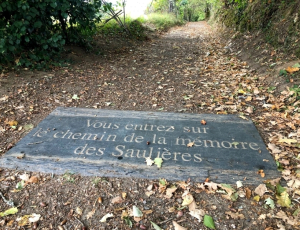 Vous entrez sur
le chemin de la mémoire
des Saulières